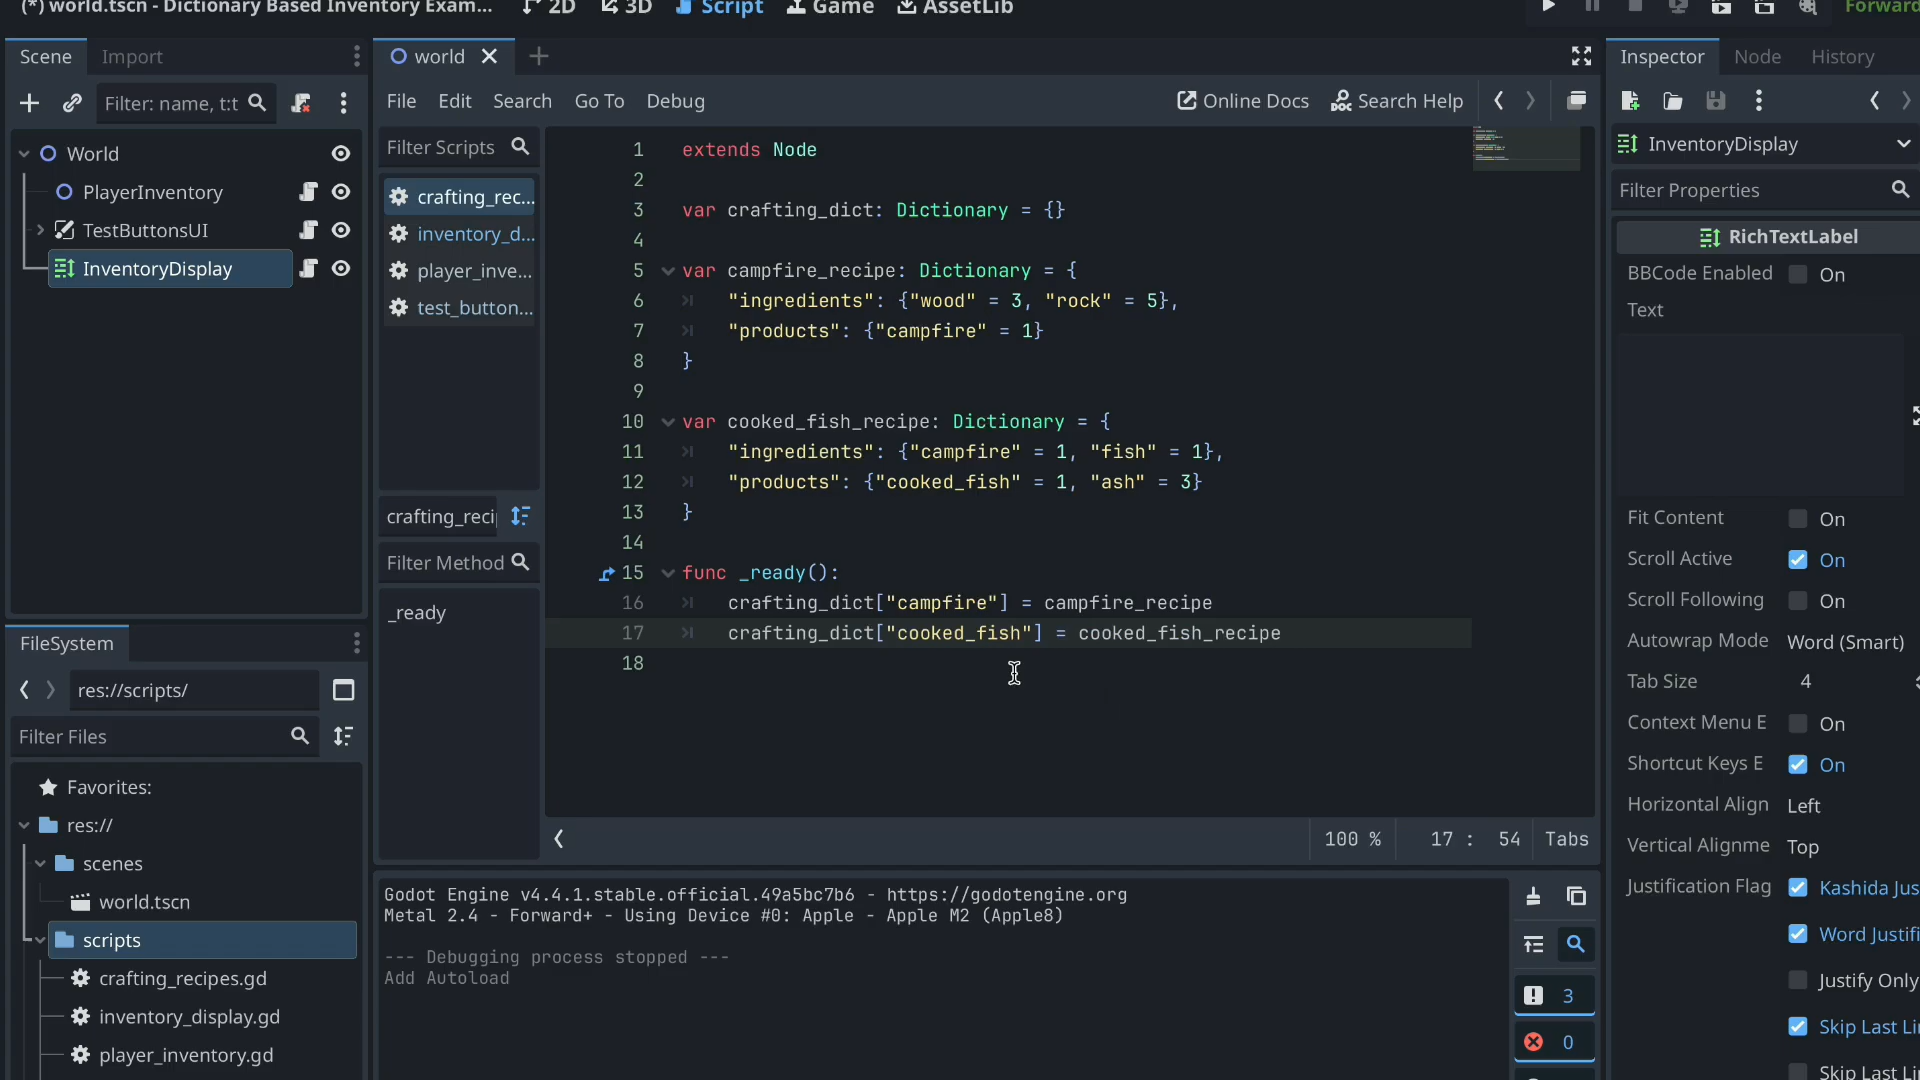 (*) world.tscn - Dictionary Based Inventory Exam...
2D
3D
Script
Game
AssetLib
Forward
Scene
Import
Filter: name, t:t
World
PlayerInventory
TestButtonsUI
InventoryDisplay
FileSystem
res://scripts/
Filter Files
Favorites:
res://
scenes
world.tscn
scripts
crafting_recipes.gd
inventory_display.gd
player_inventory.gd
world
File
Edit
Search
Go To
Debug
Online Docs
Search Help
Filter Scripts
crafting_rec...
inventory_d...
player_inve...
test_button...
crafting_reci
Filter Method
_ready
1 extends Node
2
3 var crafting_dict: Dictionary = {}
4
5 var campfire_recipe: Dictionary = {
6 "ingredients": {"wood" = 3, "rock" = 5},
7 "products": {"campfire" = 1}
8 }
9
10 var cooked_fish_recipe: Dictionary = {
11 "ingredients": {"campfire" = 1, "fish" = 1},
12 "products": {"cooked_fish" = 1, "ash" = 3}
13 }
14
15 func _ready():
16 crafting_dict["campfire"] = campfire_recipe
17 crafting_dict["cooked_fish"] = cooked_fish_recipe
18
100 %
17 : 54
Tabs
Godot Engine v4.4.1.stable.official.49a5bc7b6 - https://godotengine.org
Metal 2.4 - Forward+ - Using Device #0: Apple - Apple M2 (Apple8)
--- Debugging process stopped ---
Add Autoload
3
0
Inspector
Node
History
InventoryDisplay
Filter Properties
RichTextLabel
BBCode Enabled On
Text
Fit Content On
Scroll Active On
Scroll Following On
Autowrap Mode Word (Smart)
Tab Size 4
Context Menu E On
Shortcut Keys E On
Horizontal Align Left
Vertical Alignme Top
Justification Flag Kashida Jus
Word Justifi
Justify Only
Skip Last Li
Skip Last Li